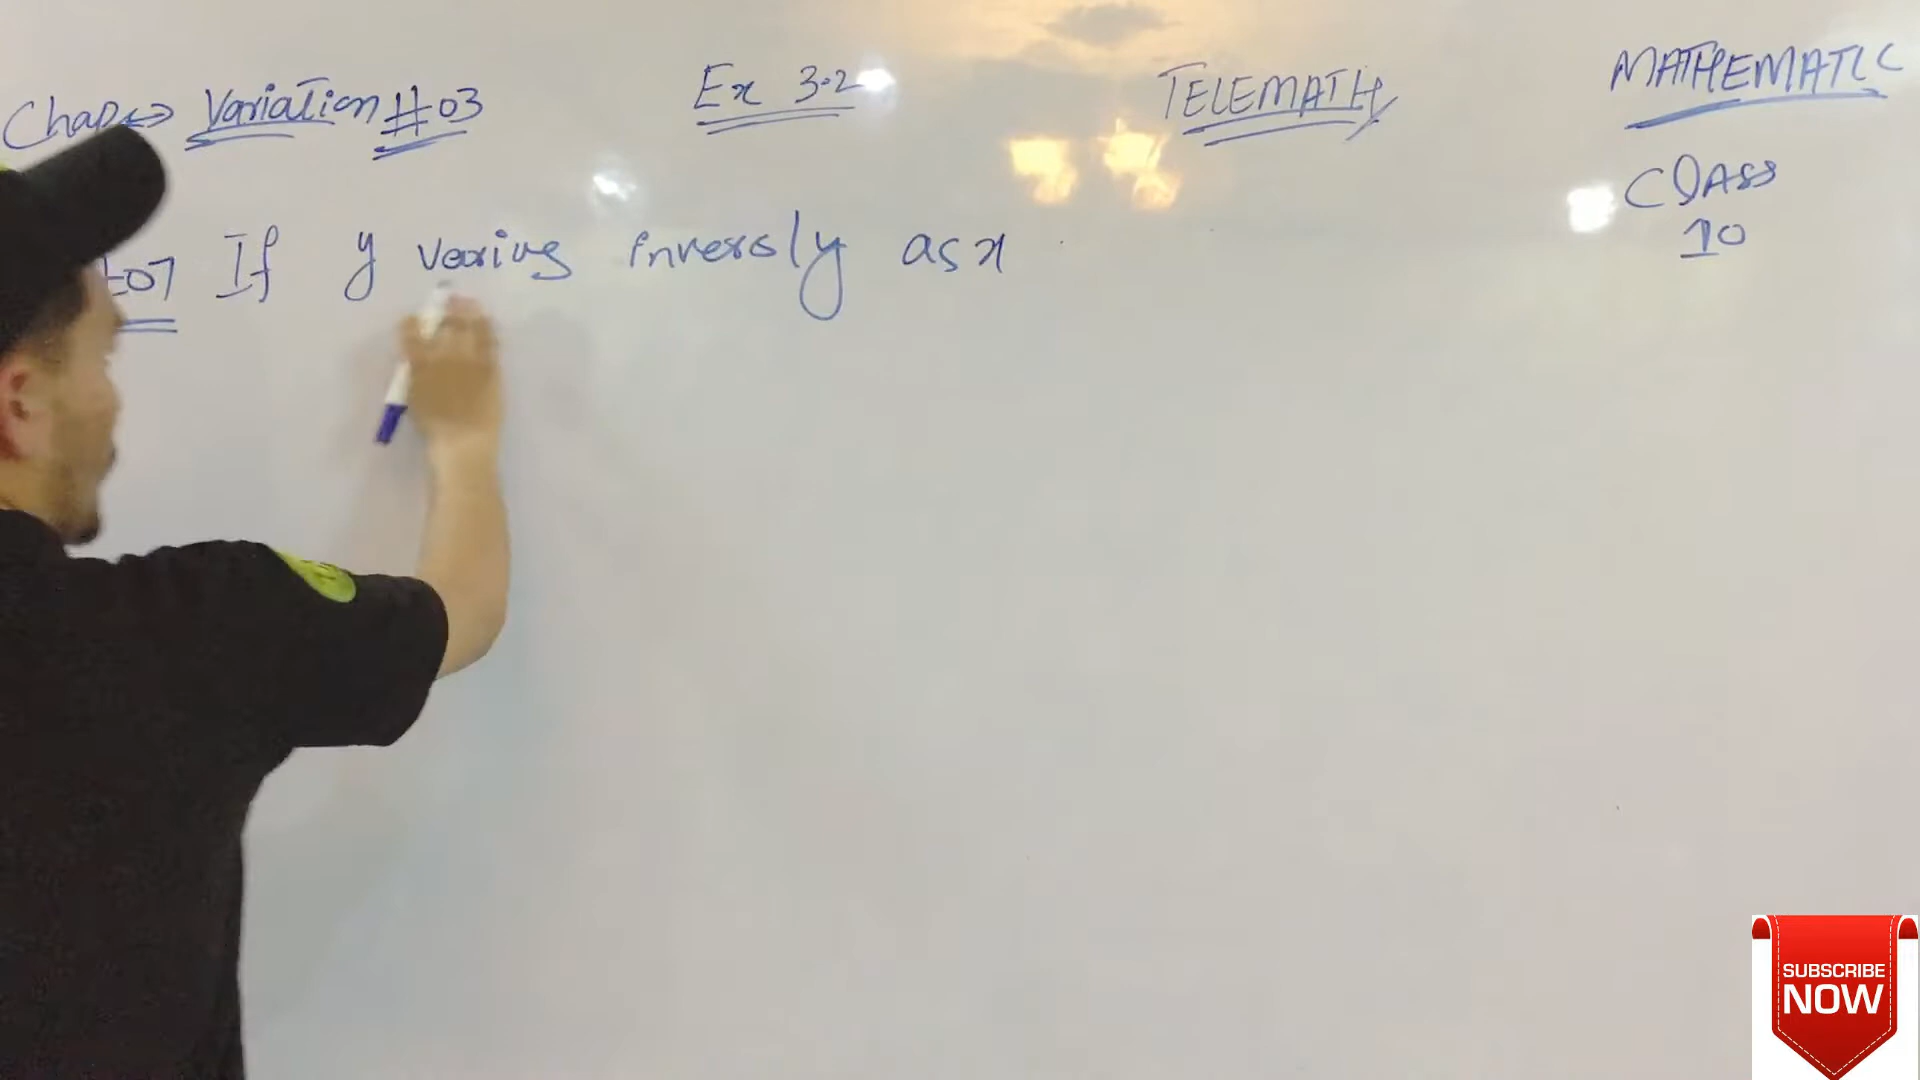 Chap <=> Variation #03 Ex 3.2 TELEMATH MATHEMATIC
CLASS
10
07 If y varies inversly as x
SUBSCRIBE
NOW